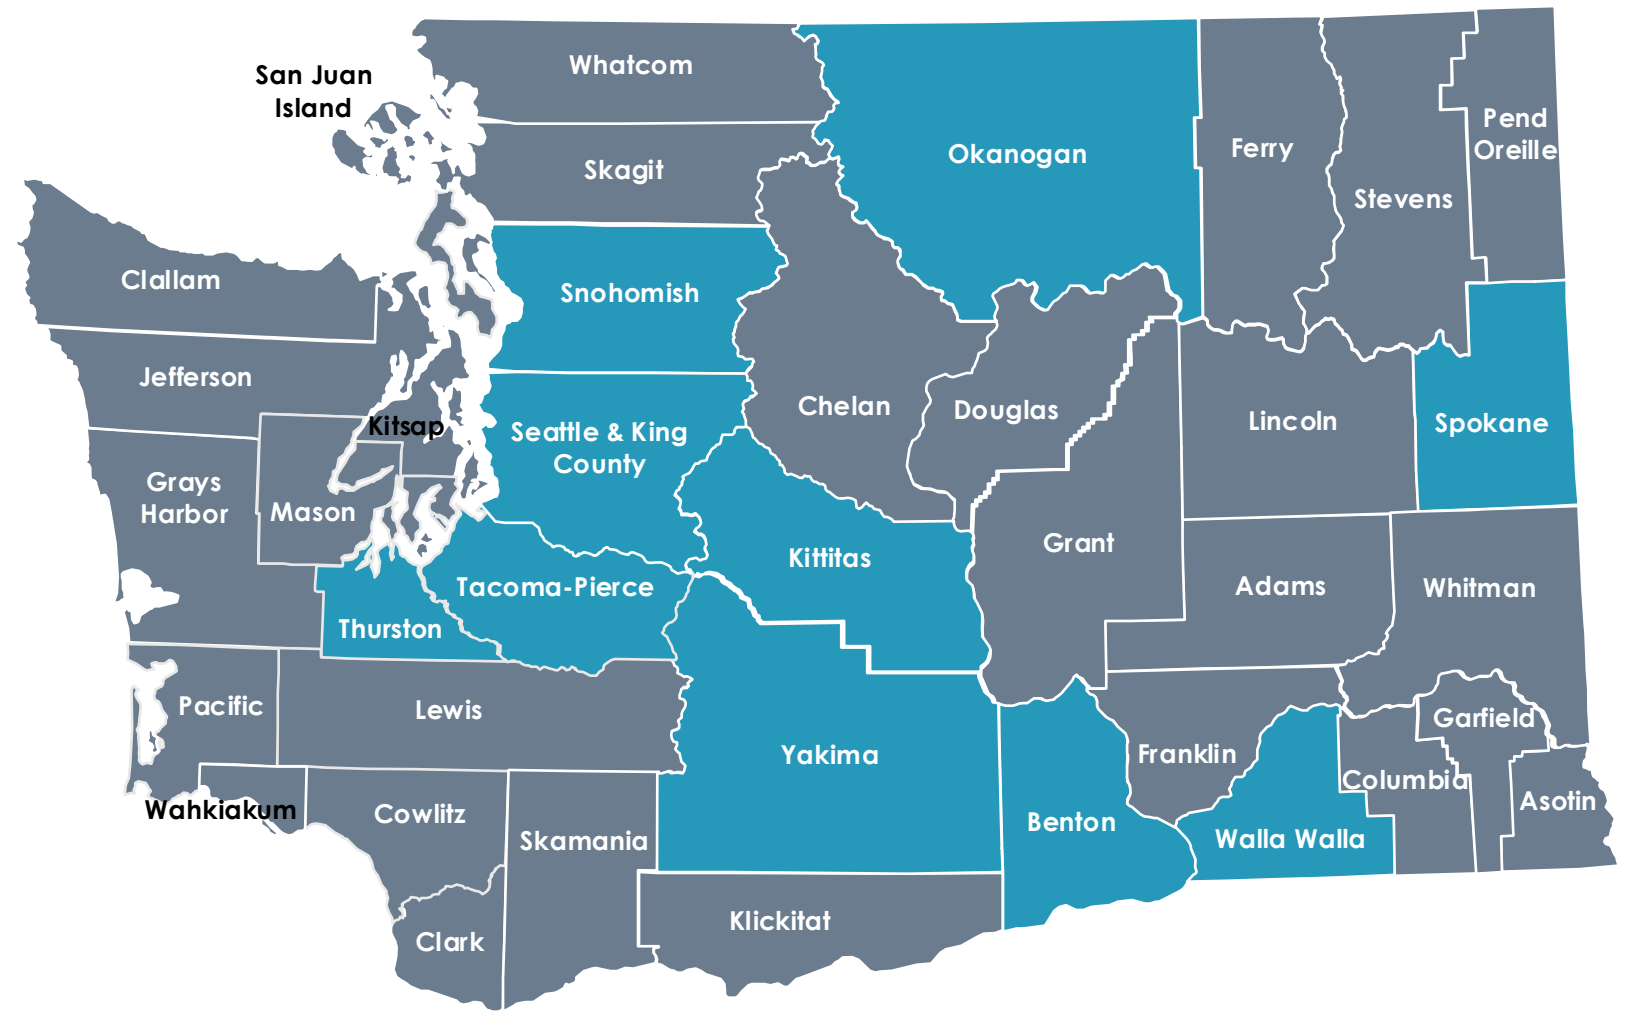 San Juan
Island
Whatcom
Skagit
Okanogan
Ferry
Stevens
Pend
Oreille
Clallam
Snohomish
Jefferson
Kitsap
Seattle & King
County
Chelan
Douglas
Lincoln
Spokane
Grays
Harbor
Mason
Kittitas
Grant
Adams
Whitman
Tacoma-Pierce
Thurston
Pacific
Lewis
Yakima
Franklin
Garfield
Columbia
Asotin
Wahkiakum
Cowlitz
Skamania
Benton
Walla Walla
Klickitat
Clark